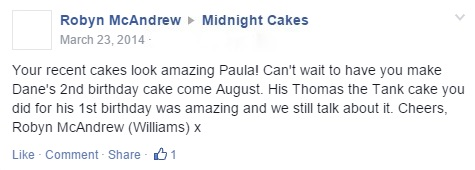 Robyn McAndrew ▶ Midnight Cakes
March 23, 2014 ·
Your recent cakes look amazing Paula! Can't wait to have you make
Dane's 2nd birthday cake come August. His Thomas the Tank cake you
did for his 1st birthday was amazing and we still talk about it. Cheers,
Robyn McAndrew (Williams) x
Like · Comment · Share · 1